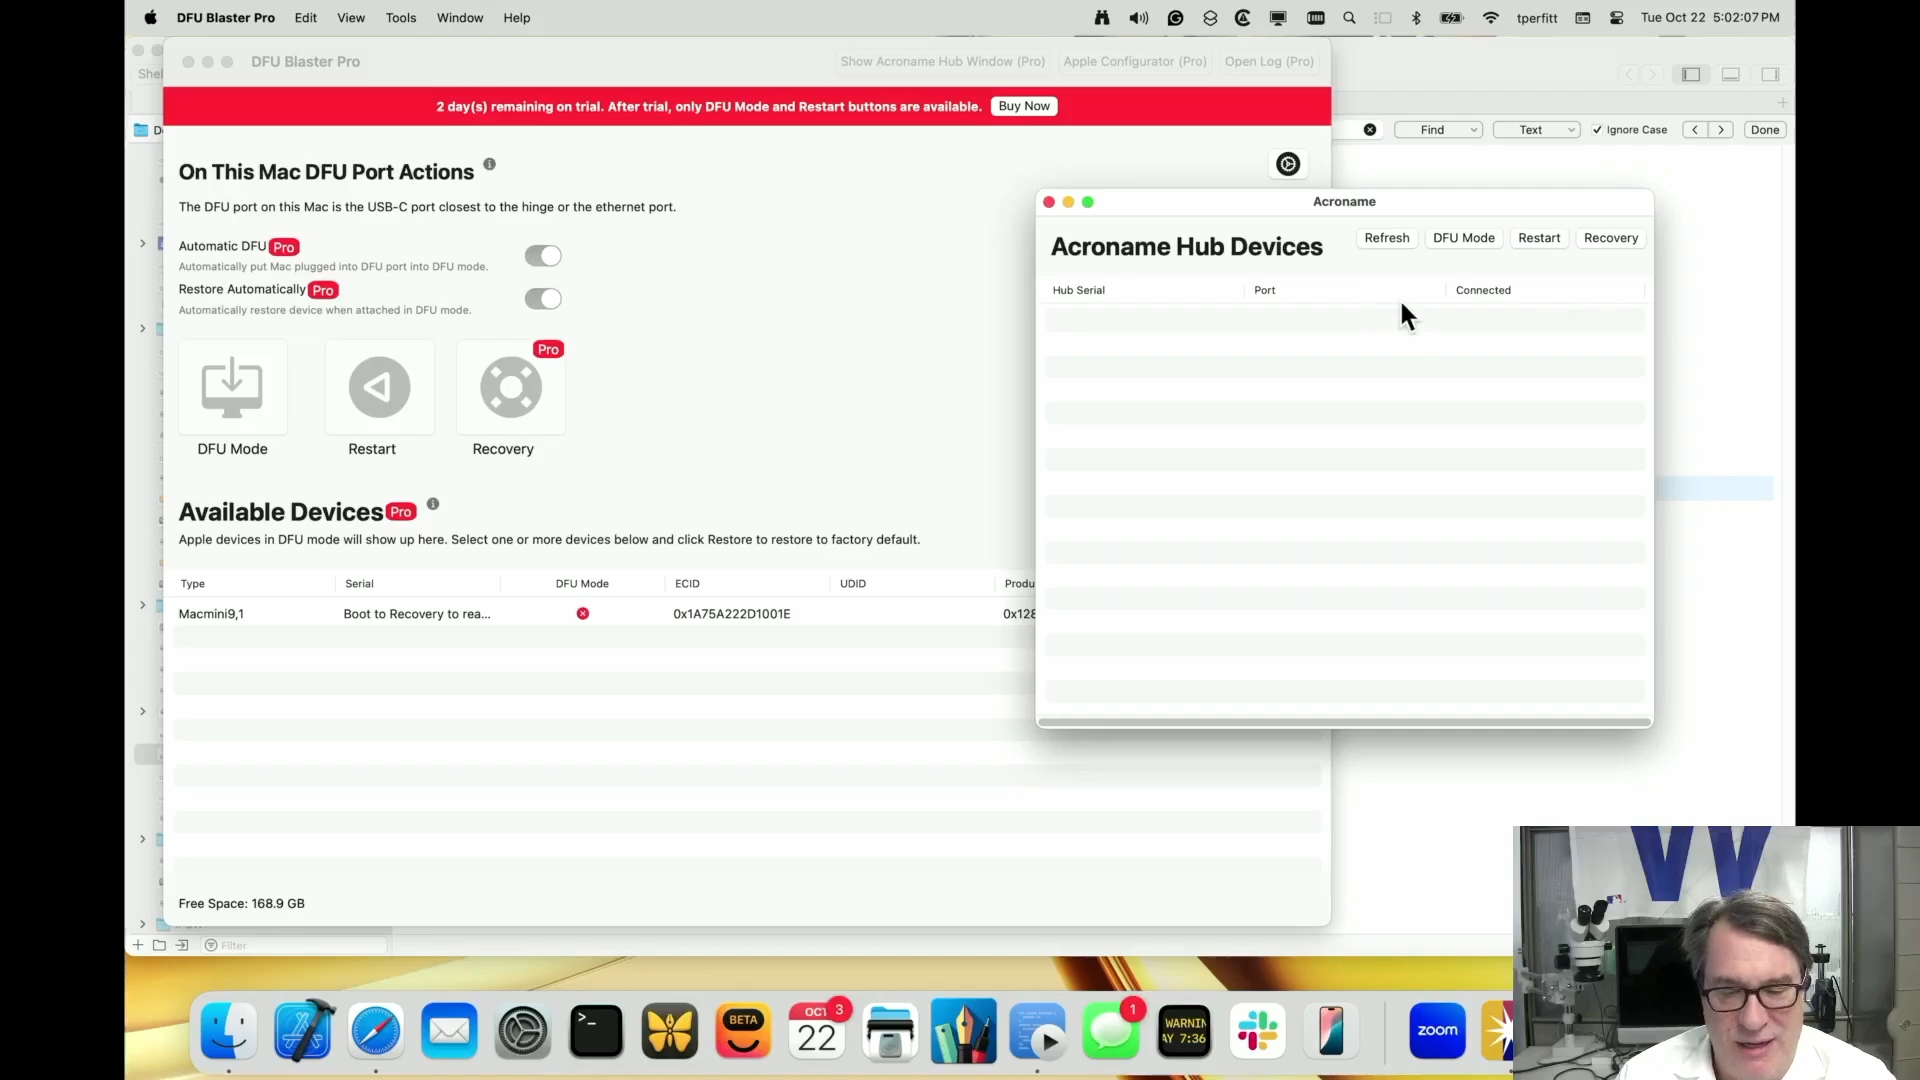 DFU Blaster Pro Edit View Tools Window Help
tperfitt Tue Oct 22 5:02:07 PM
DFU Blaster Pro
Show Acroname Hub Window (Pro) Apple Configurator (Pro) Open Log (Pro)
Shel
2 day(s) remaining on trial. After trial, only DFU Mode and Restart buttons are available. Buy Now
D
Find Text Ignore Case Done
On This Mac DFU Port Actions
The DFU port on this Mac is the USB-C port closest to the hinge or the ethernet port.
Automatic DFU Pro
Automatically put Mac plugged into DFU port into DFU mode.
Restore Automatically Pro
Automatically restore device when attached in DFU mode.
Pro
DFU Mode Restart Recovery
Acroname
Acroname Hub Devices
Refresh DFU Mode Restart Recovery
Hub Serial Port Connected
Available Devices Pro
Apple devices in DFU mode will show up here. Select one or more devices below and click Restore to restore to factory default.
Type Serial DFU Mode ECID UDID Produ
Macmini9,1 Boot to Recovery to rea... 0x1A75A222D1001E 0x128
Free Space: 168.9 GB
Filter
BETA
OCT 3
22
1
WARNIN
AY 7:36
zoom
W